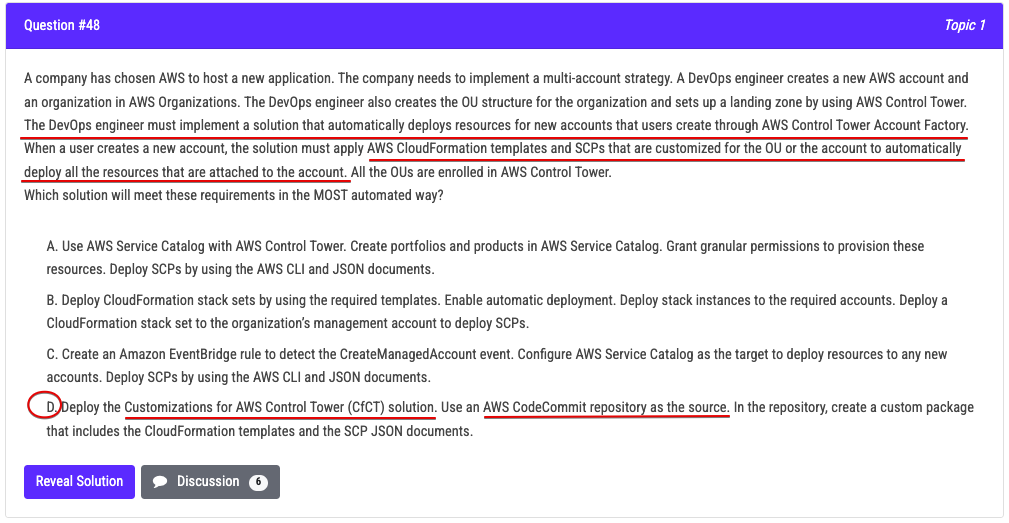 Question #48
Topic 1
A company has chosen AWS to host a new application. The company needs to implement a multi-account strategy. A DevOps engineer creates a new AWS account and
an organization in AWS Organizations. The DevOps engineer also creates the OU structure for the organization and sets up a landing zone by using AWS Control Tower.
The DevOps engineer must implement a solution that automatically deploys resources for new accounts that users create through AWS Control Tower Account Factory.
When a user creates a new account, the solution must apply AWS CloudFormation templates and SCPs that are customized for the OU or the account to automatically
deploy all the resources that are attached to the account. All the OUs are enrolled in AWS Control Tower.
Which solution will meet these requirements in the MOST automated way?
A. Use AWS Service Catalog with AWS Control Tower. Create portfolios and products in AWS Service Catalog. Grant granular permissions to provision these
resources. Deploy SCPs by using the AWS CLI and JSON documents.
B. Deploy CloudFormation stack sets by using the required templates. Enable automatic deployment. Deploy stack instances to the required accounts. Deploy a
CloudFormation stack set to the organization’s management account to deploy SCPs.
C. Create an Amazon EventBridge rule to detect the CreateManagedAccount event. Configure AWS Service Catalog as the target to deploy resources to any new
accounts. Deploy SCPs by using the AWS CLI and JSON documents.
D. Deploy the Customizations for AWS Control Tower (CfCT) solution. Use an AWS CodeCommit repository as the source. In the repository, create a custom package
that includes the CloudFormation templates and the SCP JSON documents.
Reveal Solution
Discussion 6